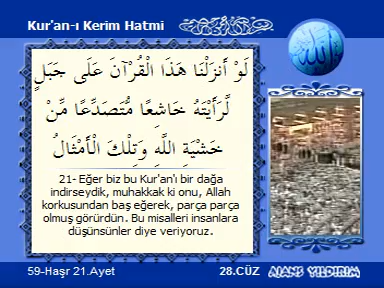 Kur'an-ı Kerim Hatmi
الله
لَوْ أَنزَلْنَا هَذَا الْقُرْآنَ عَلَى جَبَلٍ
لَّرَأَيْتَهُ خَاشِعًا مُّتَصَدِّعًا مِّنْ
خَشْيَةِ اللَّهِ وَتِلْكَ الْأَمْثَالُ
21- Eğer biz bu Kur'an'ı bir dağa
indirseydik, muhakkak ki onu, Allah
korkusundan baş eğerek, parça parça
olmuş görürdün. Bu misalleri insanlara
düşünsünler diye veriyoruz.
59-Haşr 21.Ayet
28.CÜZ
AJANS YILDIRIM